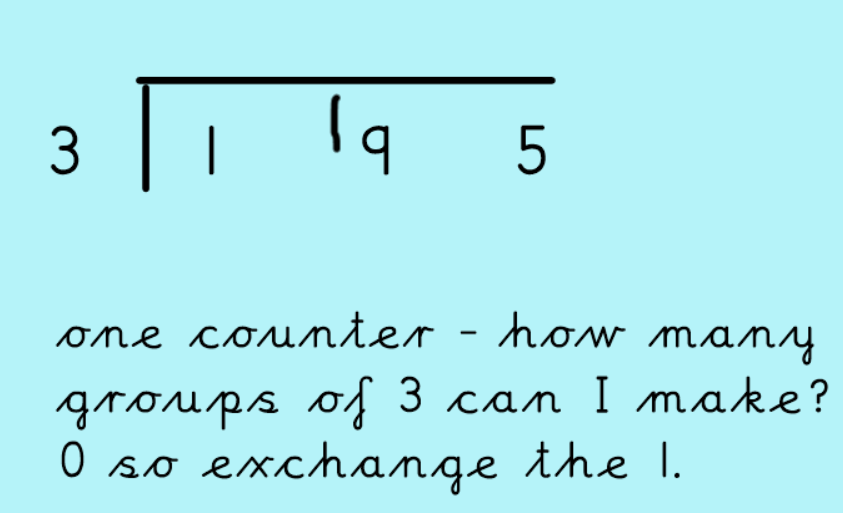 3 1 1 9 5
one counter - how many
groups of 3 can I make?
0 so exchange the 1.